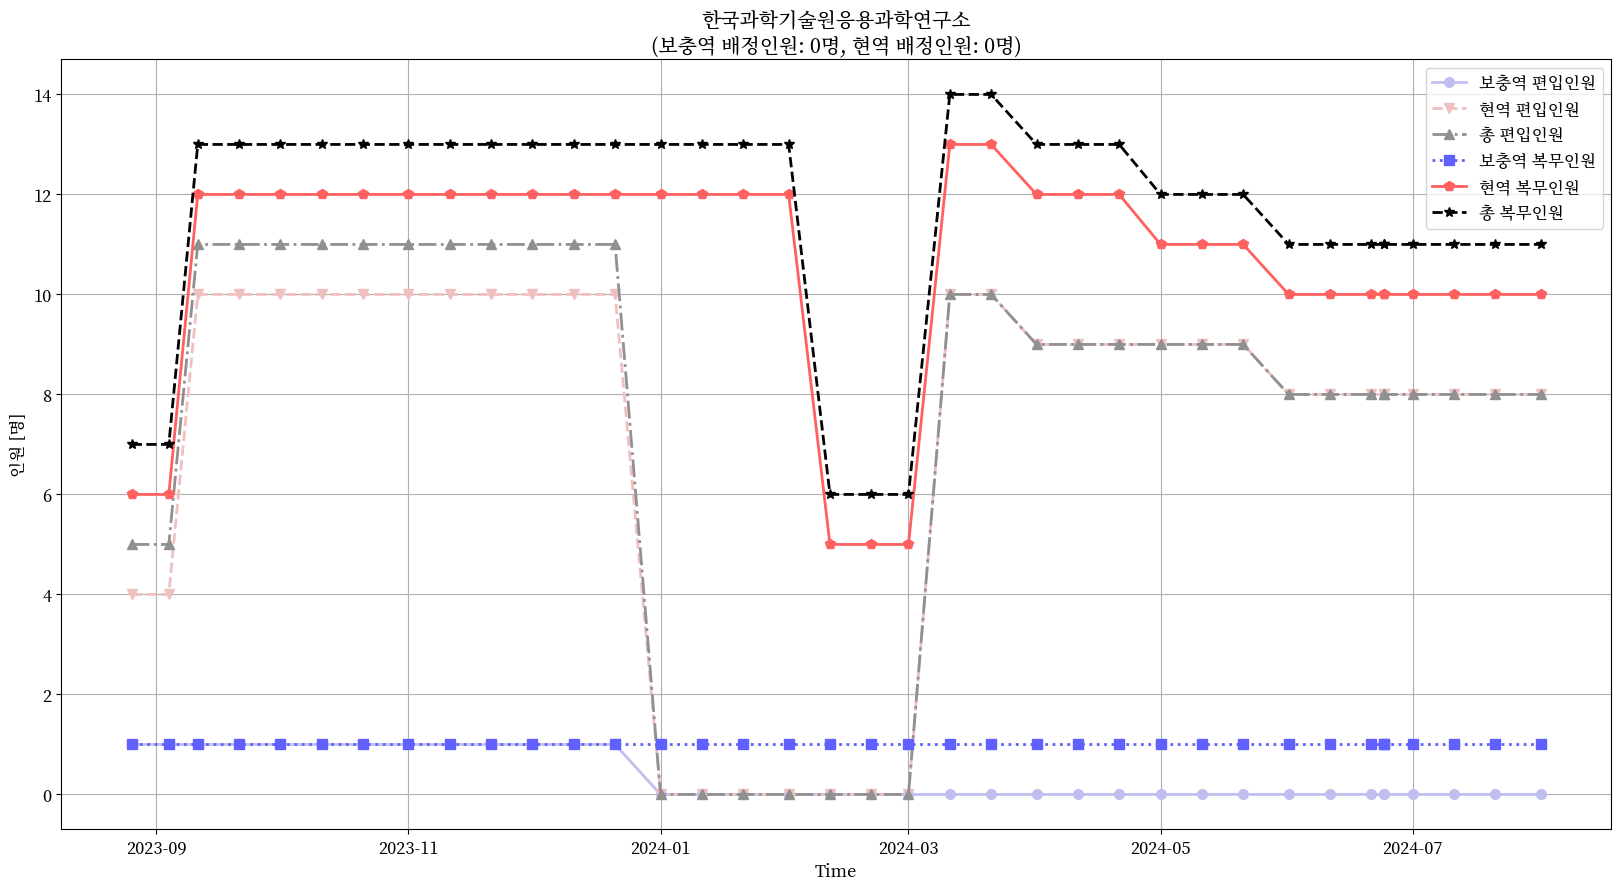 한국과학기술원응용과학연구소
(보충역 배정인원: 0명, 현역 배정인원: 0명)
보충역 편입인원
현역 편입인원
총 편입인원
보충역 복무인원
현역 복무인원
총 복무인원
인원 [명]
14
12
10
8
6
4
2
0
2023-09 2023-11 2024-01 2024-03 2024-05 2024-07
Time